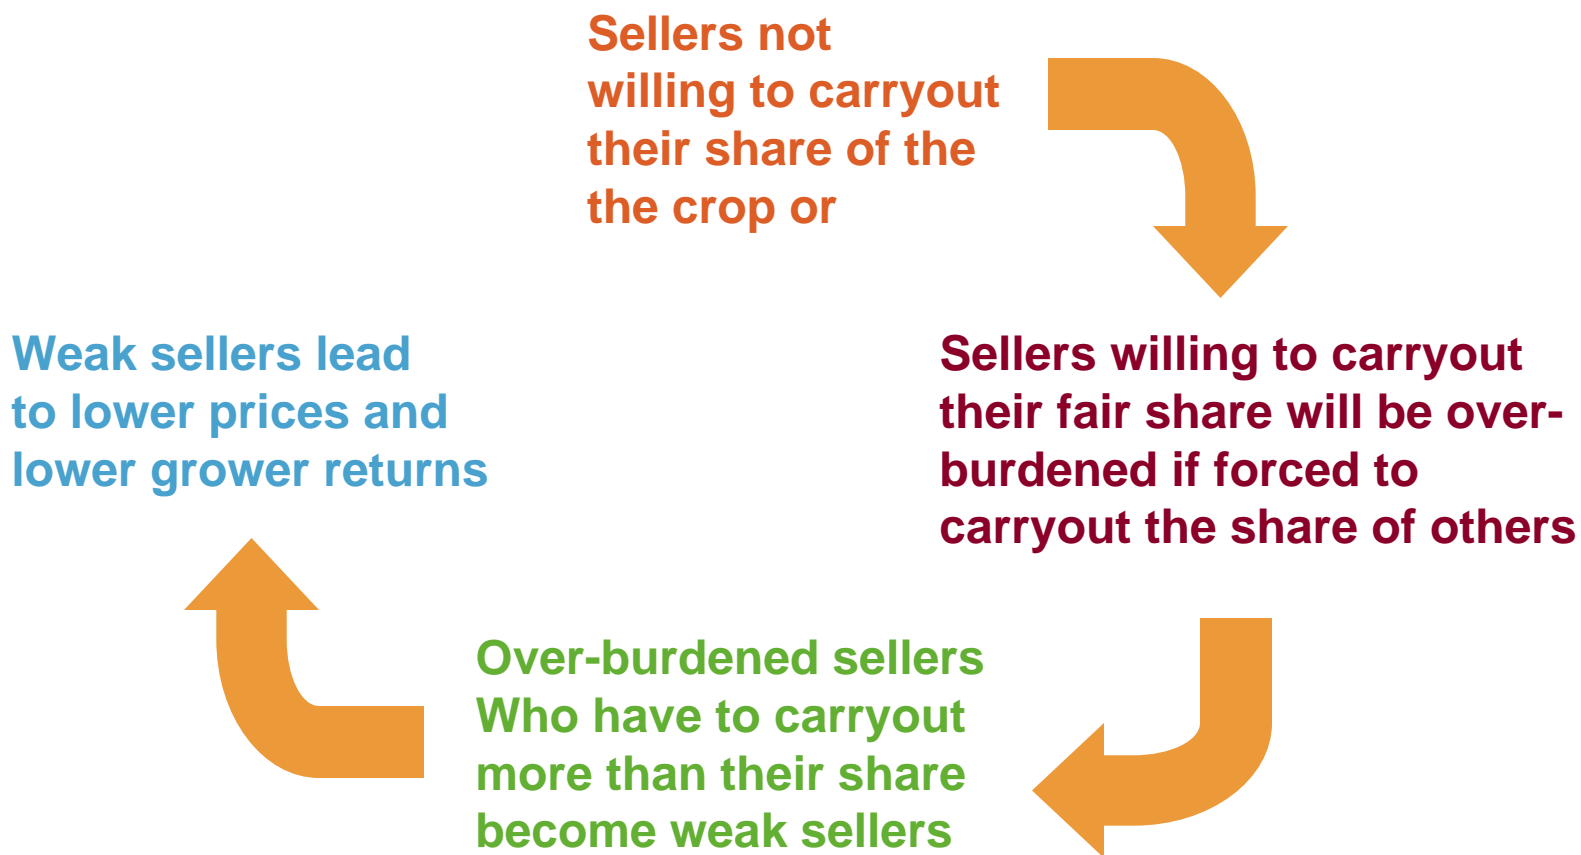 Sellers not
willing to carryout
their share of the
the crop or
Sellers willing to carryout
their fair share will be over-
burdened if forced to
carryout the share of others
Over-burdened sellers
Who have to carryout
more than their share
become weak sellers
Weak sellers lead
to lower prices and
lower grower returns